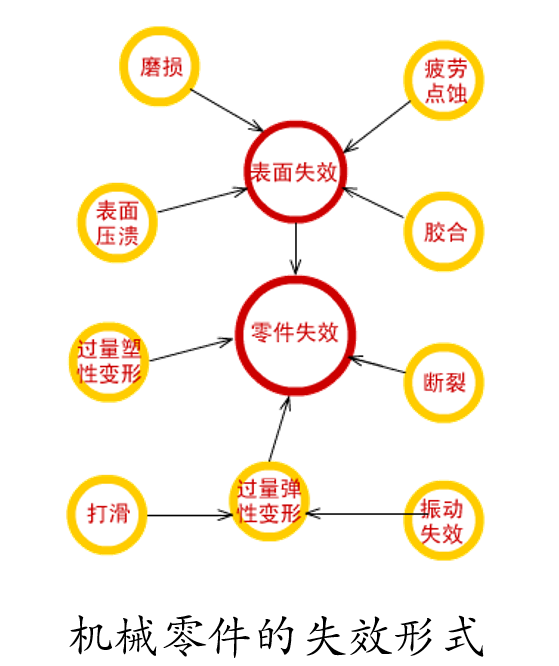 磨损
疲劳
点蚀
表面失效
表面
压溃
胶合
零件失效
过量塑
性变形
断裂
过量弹
性变形
打滑
振动
失效
机械零件的失效形式